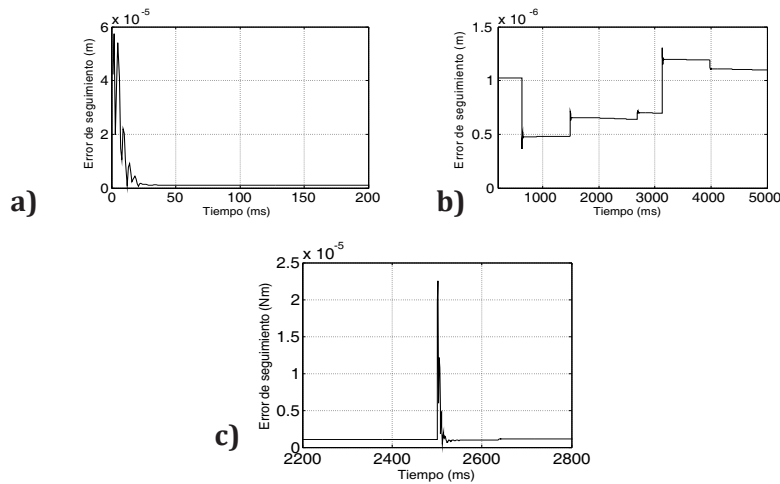 6 x 10^-5
4
2
0
0 50 100 150 200
Error de seguimiento (m)
Tiempo (ms)
a)
1.5 x 10^-6
1
0.5
0
1000 2000 3000 4000 5000
Error de seguimiento (m)
Tiempo (ms)
b)
2.5 x 10^-5
2
1.5
1
0.5
0
2200 2400 2600 2800
Error de seguimiento (Nm)
Tiempo (ms)
c)